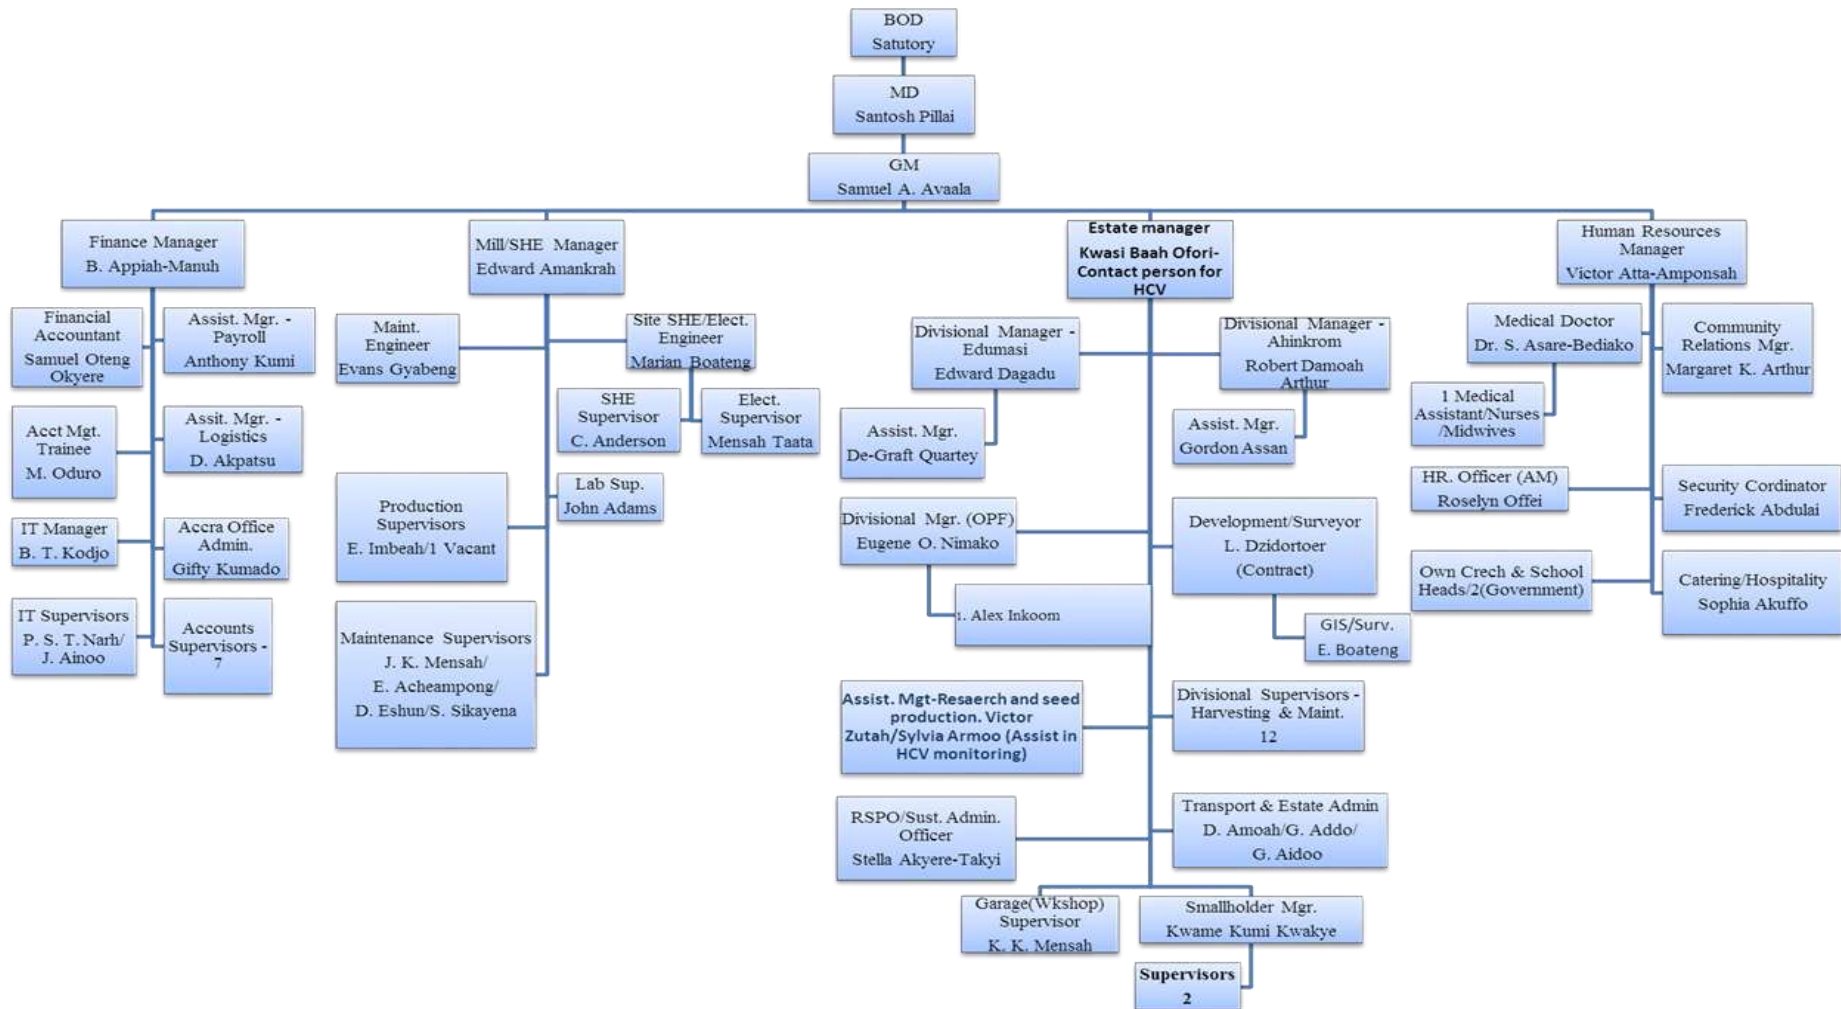 BOD
Satutory
MD
Santosh Pillai
GM
Samuel A. Avaala
Finance Manager
B. Appiah-Manuh
Financial
Accountant
Samuel Oteng
Okyere
Assist. Mgr. -
Payroll
Anthony Kumi
Acct Mgt.
Trainee
M. Oduro
Assit. Mgr. -
Logistics
D. Akpatsu
IT Manager
B. T. Kodjo
Accra Office
Admin.
Gifty Kumado
IT Supervisors
P. S. T. Narh/
J. Ainoo
Accounts
Supervisors -
7
Mill/SHE Manager
Edward Amankrah
Maint.
Engineer
Evans Gyabeng
Site SHE/Elect.
Engineer
Marian Boateng
SHE
Supervisor
C. Anderson
Elect.
Supervisor
Mensah Taata
Production
Supervisors
E. Imbeah/1 Vacant
Lab Sup.
John Adams
Maintenance Supervisors
J. K. Mensah/
E. Acheampong/
D. Eshun/S. Sikayena
Estate manager
Kwasi Baah Ofori-
Contact person for
HCV
Divisional Manager -
Edumasi
Edward Dagadu
Divisional Manager -
Ahinkrom
Robert Damoah
Arthur
Assist. Mgr.
De-Graft Quartey
Assist. Mgr.
Gordon Assan
Divisional Mgr. (OPF)
Eugene O. Nimako
Development/Surveyor
L. Dzidortoer
(Contract)
1. Alex Inkoom
GIS/Surv.
E. Boateng
Assist. Mgt-Resaerch and seed
production. Victor
Zutah/Sylvia Armoo (Assist in
HCV monitoring)
Divisional Supervisors -
Harvesting & Maint.
12
RSPO/Sust. Admin.
Officer
Stella Akyere-Takyi
Transport & Estate Admin
D. Amoah/G. Addo/
G. Aidoo
Garage(Wkshop)
Supervisor
K. K. Mensah
Smallholder Mgr.
Kwame Kumi Kwakye
Supervisors
2
Human Resources
Manager
Victor Atta-Amponsah
Medical Doctor
Dr. S. Asare-Bediako
Community
Relations Mgr.
Margaret K. Arthur
1 Medical
Assistant/Nurses
/Midwives
HR. Officer (AM)
Roselyn Offei
Security Cordinator
Frederick Abdulai
Own Crech & School
Heads/2(Government)
Catering/Hospitality
Sophia Akuffo